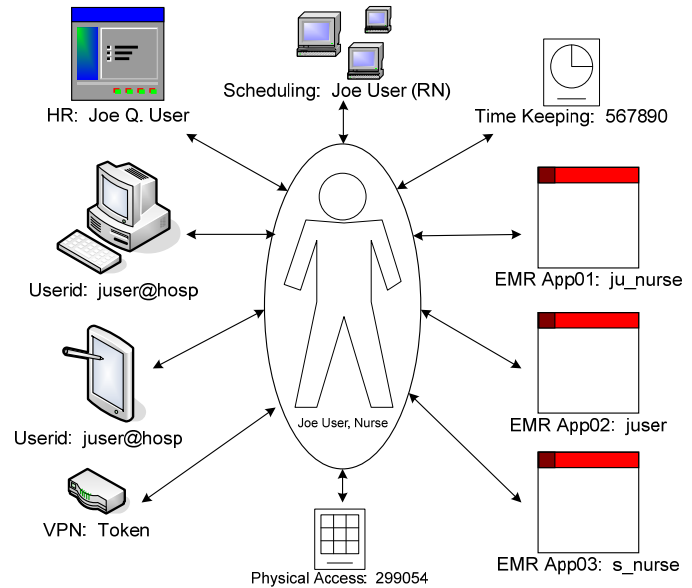 Scheduling: Joe User (RN)
HR: Joe Q. User
Time Keeping: 567890
Userid: juser@hosp
EMR App01: ju_nurse
Userid: juser@hosp
Joe User, Nurse
EMR App02: juser
VPN: Token
Physical Access: 299054
EMR App03: s_nurse